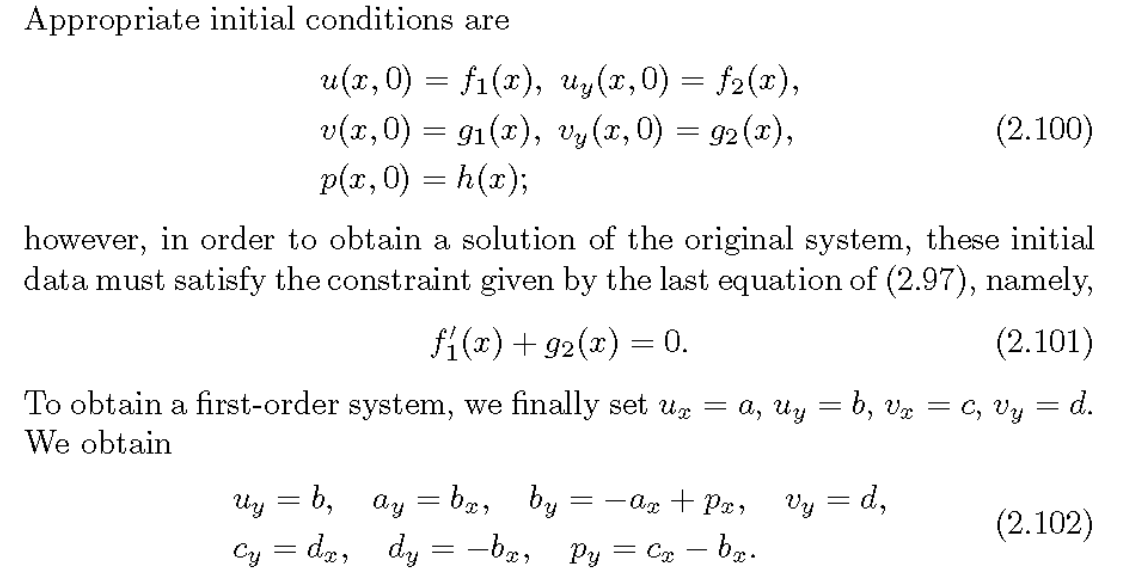 Appropriate initial conditions are
u(x, 0) = f₁(x), u_y(x, 0) = f₂(x),
v(x, 0) = g₁(x), v_y(x, 0) = g₂(x), (2.100)
p(x, 0) = h(x);
however, in order to obtain a solution of the original system, these initial
data must satisfy the constraint given by the last equation of (2.97), namely,
f₁′(x) + g₂(x) = 0. (2.101)
To obtain a first-order system, we finally set u_x = a, u_y = b, v_x = c, v_y = d.
We obtain
u_y = b, a_y = b_x, b_y = −a_x + p_x, v_y = d,
(2.102)
c_y = d_x, d_y = −b_x, p_y = c_x − b_x.